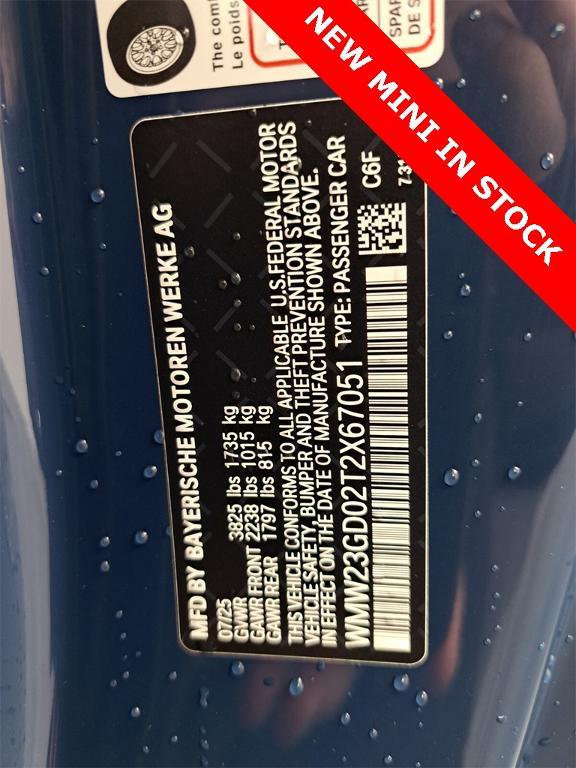 NEW MINI IN STOCK
The com
Le poids
SPAR
DE S
MFD BY BAYERISCHE MOTOREN WERKE AG
07/25
GVWR 3825 lbs 1735 kg
GAWR FRONT 2238 lbs 1015 kg
GAWR REAR 1797 lbs 815 kg
THIS VEHICLE CONFORMS TO ALL APPLICABLE U.S.FEDERAL MOTOR
VEHICLE SAFETY, BUMPER AND THEFT PREVENTION STANDARDS
IN EFFECT ON THE DATE OF MANUFACTURE SHOWN ABOVE.
WMW23GD02T2X67051 TYPE: PASSENGER CAR
C6F